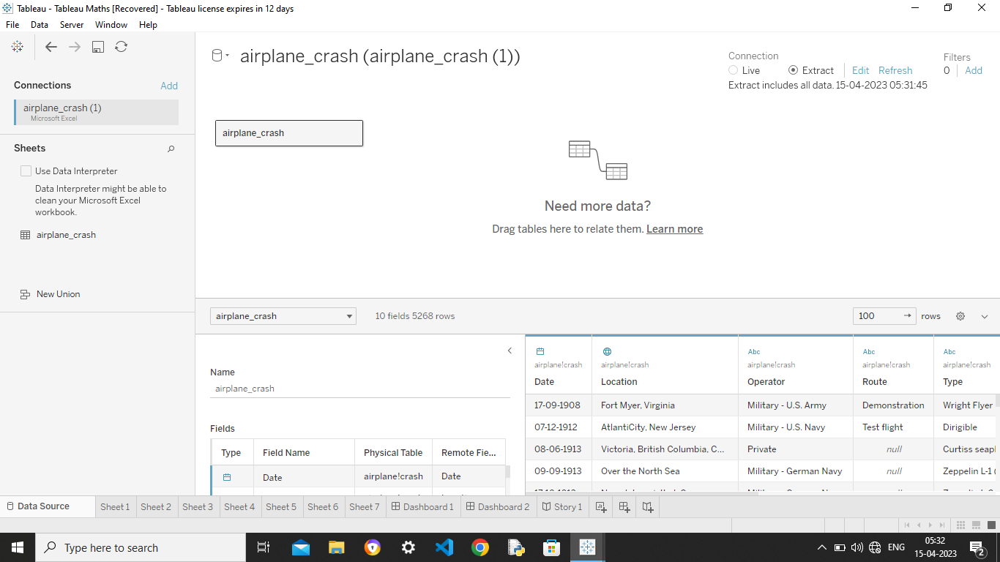 Tableau - Tableau Maths [Recovered] - Tableau license expires in 12 days
File Data Server Window Help
airplane_crash (airplane_crash (1))
Connection
Live Extract Edit Refresh
Extract includes all data. 15-04-2023 05:31:45
Filters
0 Add
Connections Add
airplane_crash (1)
Microsoft Excel
Sheets
Use Data Interpreter
Data Interpreter might be able to
clean your Microsoft Excel
workbook.
airplane_crash
New Union
airplane_crash
Need more data?
Drag tables here to relate them. Learn more
airplane_crash 10 fields 5268 rows 100 rows
Name
airplane_crash
Fields
Type Field Name Physical Table Remote Fie...
Date airplane!crash Date
Abc Abc Abc
airplane!crash airplane!crash airplane!crash airplane!crash airplane!crash
Date Location Operator Route Type
17-09-1908 Fort Myer, Virginia Military - U.S. Army Demonstration Wright Flyer
07-12-1912 AtlantiCity, New Jersey Military - U.S. Navy Test flight Dirigible
08-06-1913 Victoria, British Columbia, C... Private null Curtiss seapl
09-09-1913 Over the North Sea Military - German Navy null Zeppelin L-1 (
Data Source Sheet 1 Sheet 2 Sheet 3 Sheet 4 Sheet 5 Sheet 6 Sheet 7 Dashboard 1 Dashboard 2 Story 1
Type here to search
ENG
05:32
15-04-2023
2